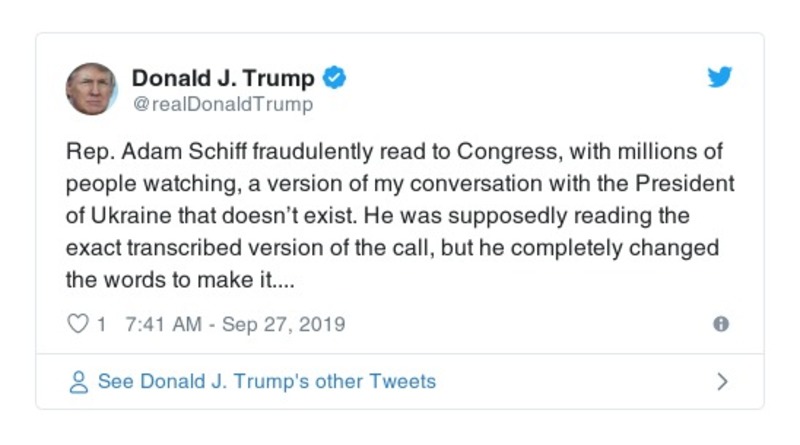 Donald J. Trump
@realDonaldTrump
Rep. Adam Schiff fraudulently read to Congress, with millions of
people watching, a version of my conversation with the President
of Ukraine that doesn’t exist. He was supposedly reading the
exact transcribed version of the call, but he completely changed
the words to make it....
1 7:41 AM - Sep 27, 2019
See Donald J. Trump's other Tweets